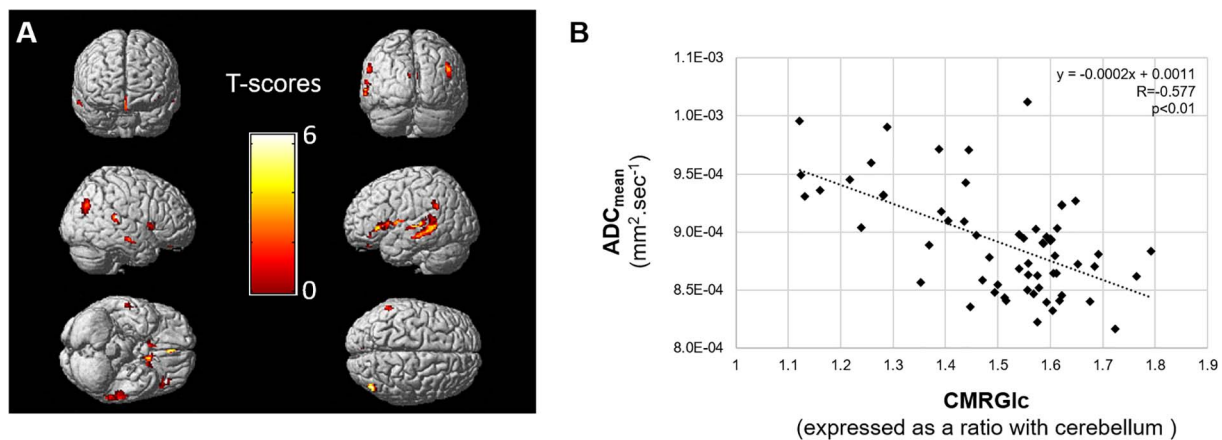 A
T-scores
6
0
B
1.1E-03
1.0E-03
9.5E-04
9.0E-04
8.5E-04
8.0E-04
ADCmean
(mm².sec⁻¹)
y = -0.0002x + 0.0011
R=-0.577
p<0.01
1 1.1 1.2 1.3 1.4 1.5 1.6 1.7 1.8 1.9
CMRGlc
(expressed as a ratio with cerebellum )